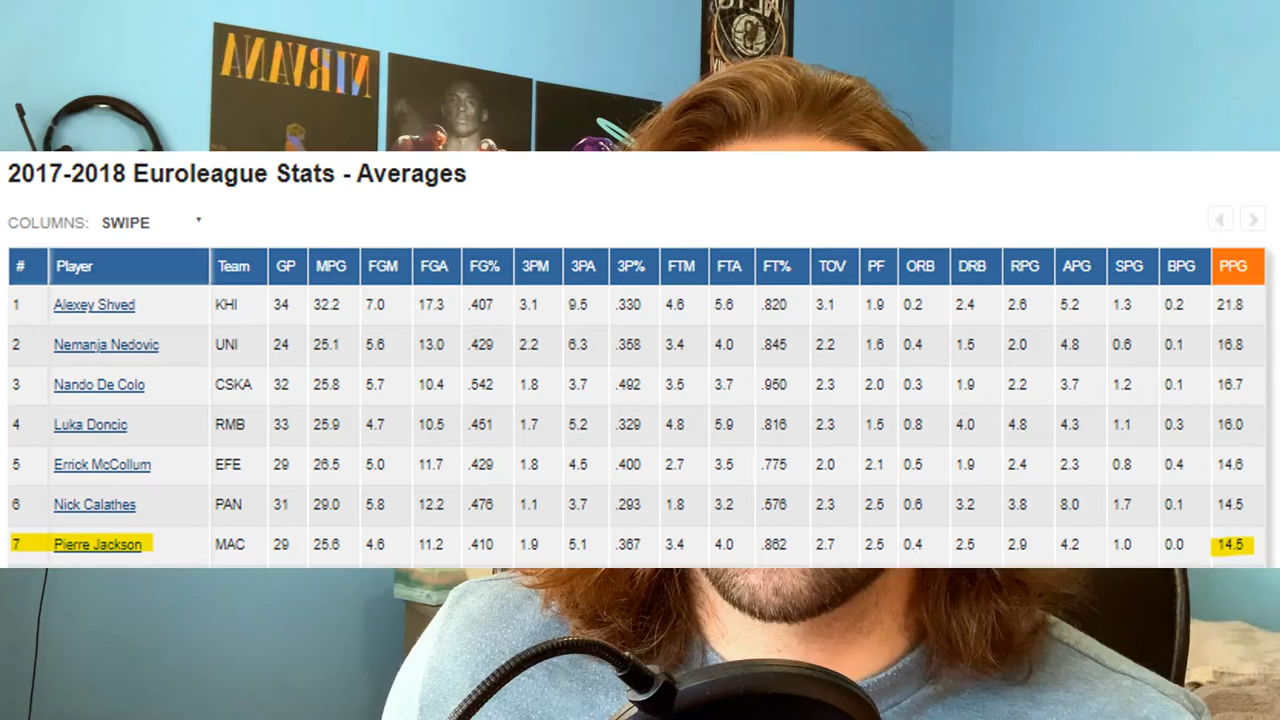 NIRVANA
NETS
2017-2018 Euroleague Stats - Averages
COLUMNS: SWIPE
# Player Team GP MPG FGM FGA FG% 3PM 3PA 3P% FTM FTA FT% TOV PF ORB DRB RPG APG SPG BPG PPG
1 Alexey Shved KHI 34 32.2 7.0 17.3 .407 3.1 9.5 .330 4.6 5.6 .820 3.1 1.9 0.2 2.4 2.6 5.2 1.3 0.2 21.8
2 Nemanja Nedovic UNI 24 25.1 5.6 13.0 .429 2.2 6.3 .358 3.4 4.0 .845 2.2 1.6 0.4 1.5 2.0 4.8 0.6 0.1 16.8
3 Nando De Colo CSKA 32 25.8 5.7 10.4 .542 1.8 3.7 .492 3.5 3.7 .950 2.3 2.0 0.3 1.9 2.2 3.7 1.2 0.1 16.7
4 Luka Doncic RMB 33 25.9 4.7 10.5 .451 1.7 5.2 .329 4.8 5.9 .816 2.3 1.5 0.8 4.0 4.8 4.3 1.1 0.3 16.0
5 Errick McCollum EFE 29 26.5 5.0 11.7 .429 1.8 4.5 .400 2.7 3.5 .775 2.0 2.1 0.5 1.9 2.4 2.3 0.8 0.4 14.6
6 Nick Calathes PAN 31 29.0 5.8 12.2 .476 1.1 3.7 .293 1.8 3.2 .576 2.3 2.5 0.6 3.2 3.8 8.0 1.7 0.1 14.5
7 Pierre Jackson MAC 29 25.6 4.6 11.2 .410 1.9 5.1 .367 3.4 4.0 .862 2.7 2.5 0.4 2.5 2.9 4.2 1.0 0.0 14.5